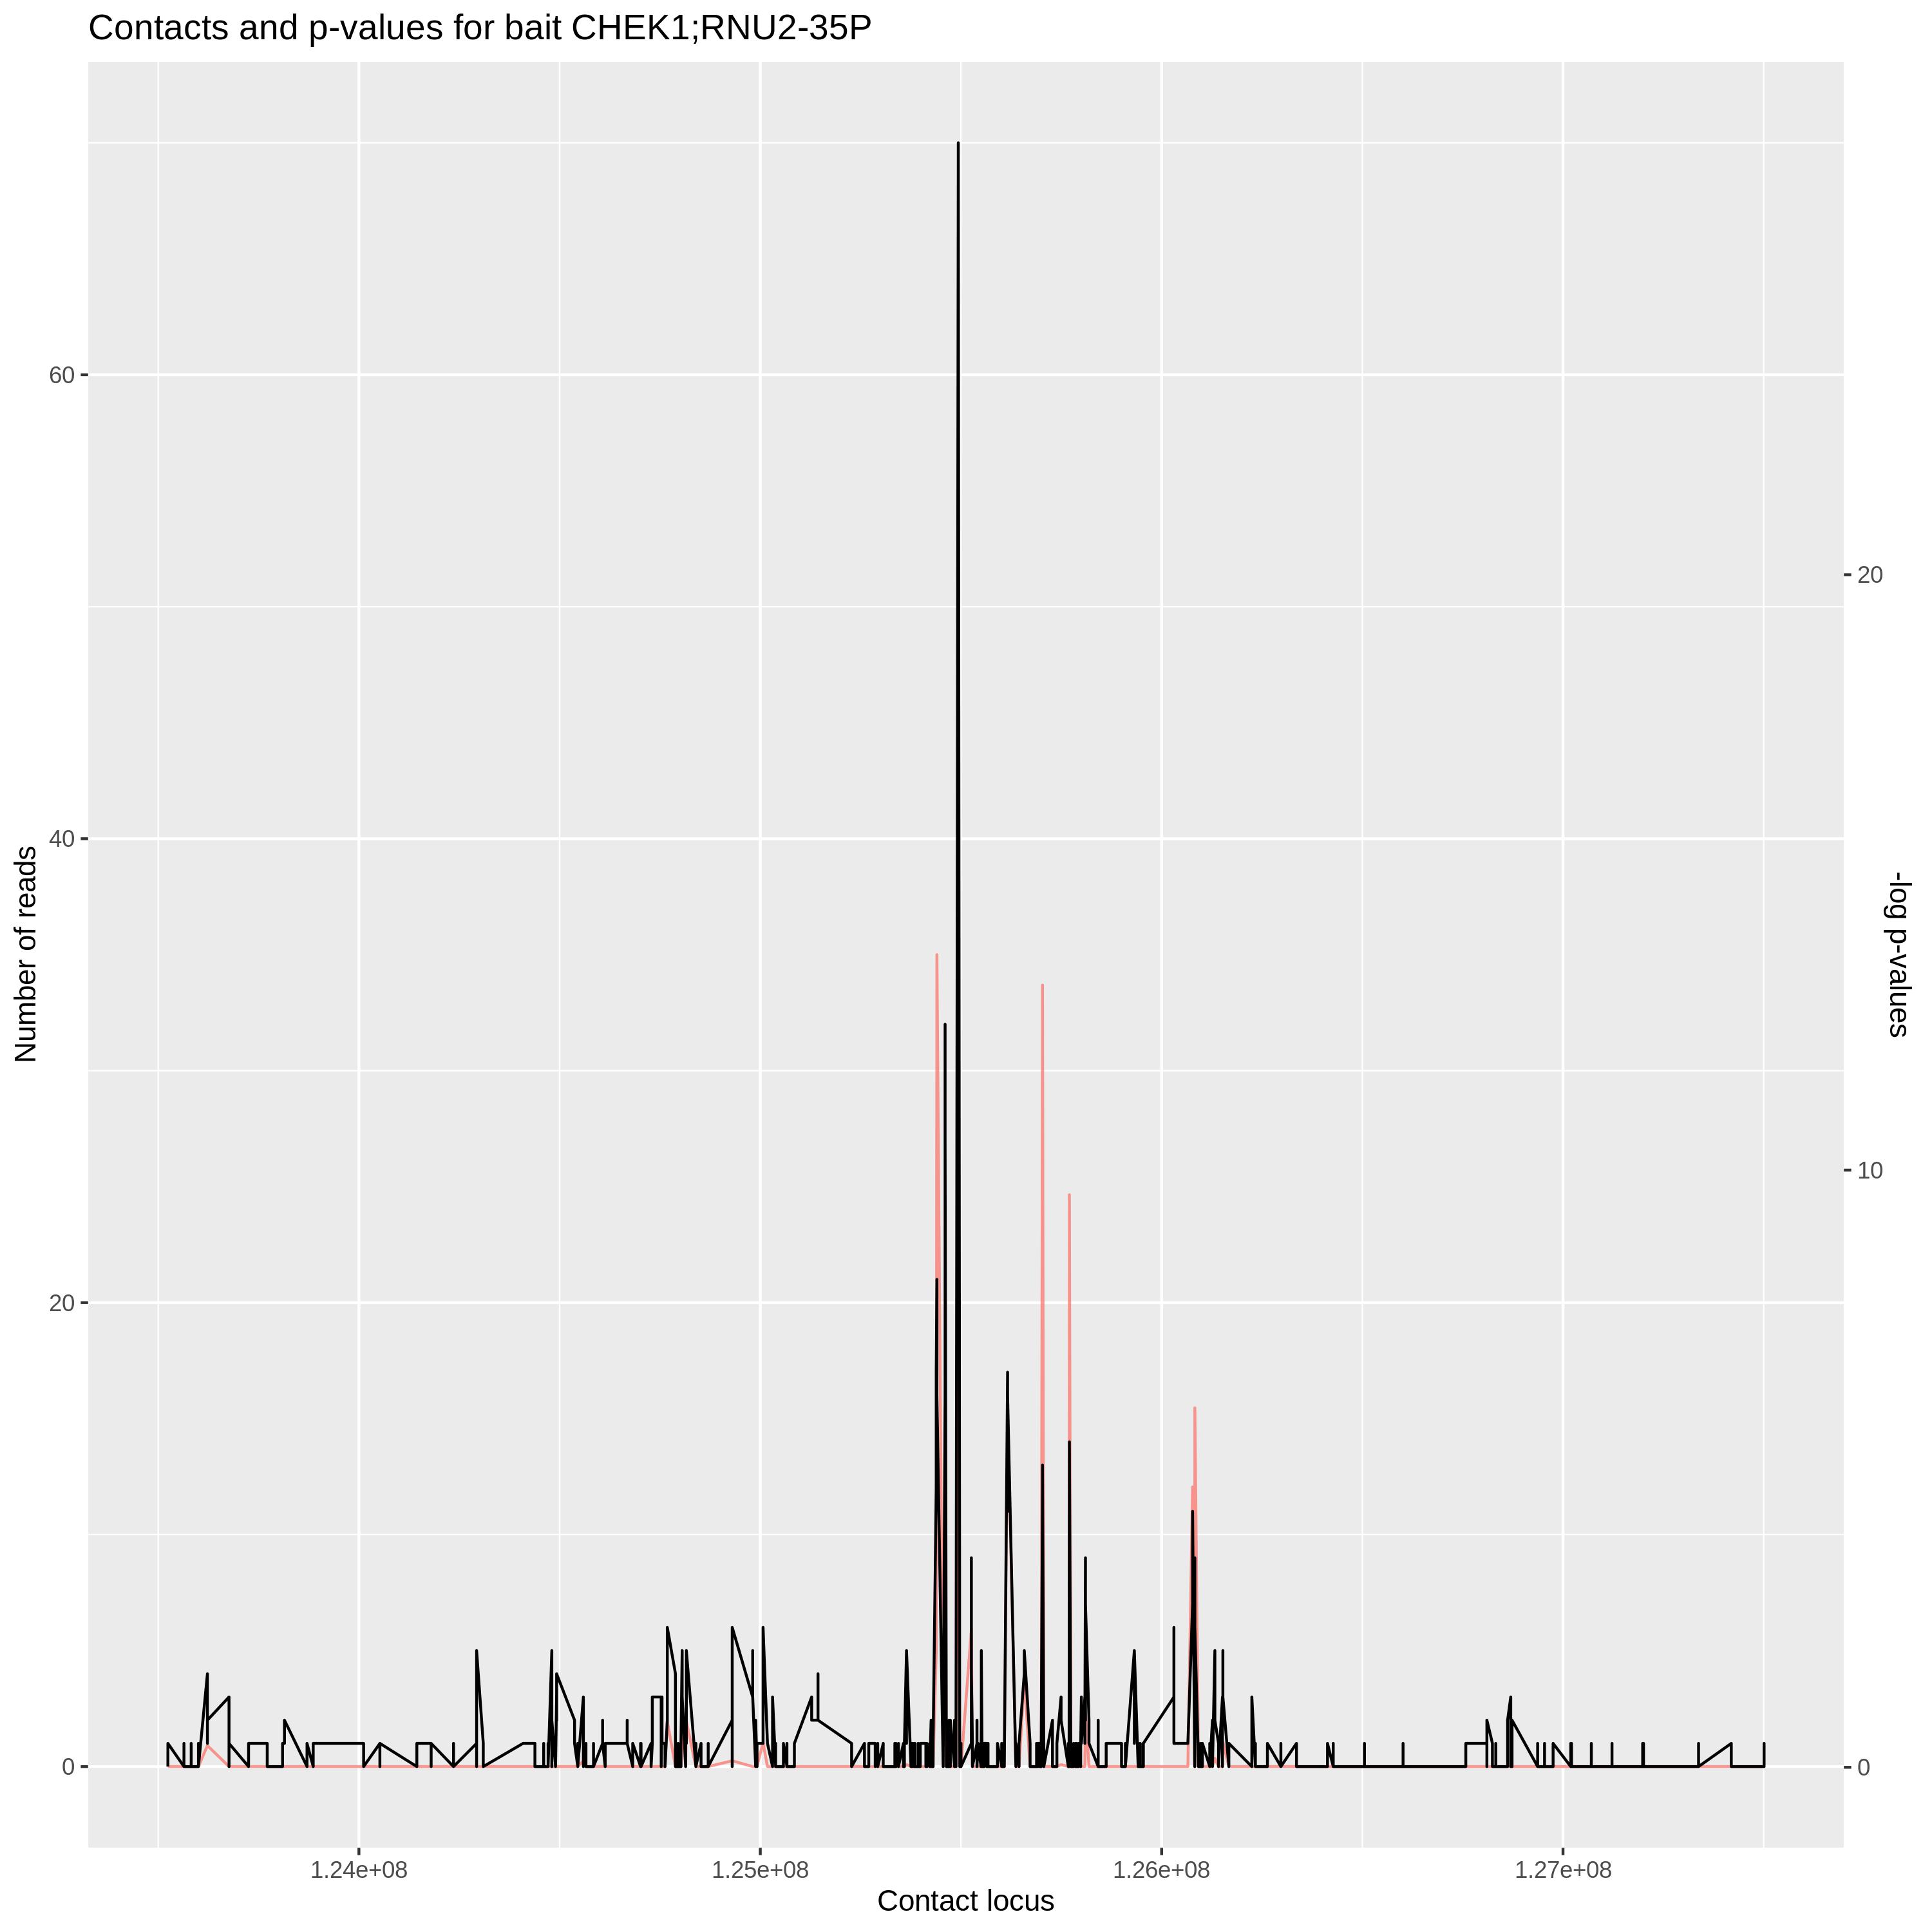 Contacts and p-values for bait CHEK1;RNU2-35P
Number of reads
60
40
20
0
20
10
0
-log p-values
1.24e+08
1.25e+08
1.26e+08
1.27e+08
Contact locus